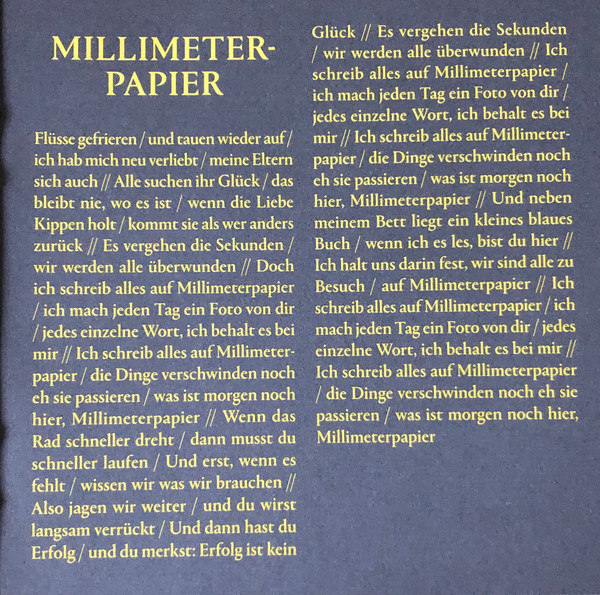 MILLIMETER-
PAPIER
Flüsse gefrieren / und tauen wieder auf /
ich hab mich neu verliebt / meine Eltern
sich auch // Alle suchen ihr Glück / das
bleibt nie, wo es ist / wenn die Liebe
Kippen holt / kommt sie als wer anders
zurück // Es vergehen die Sekunden /
wir werden alle überwunden // Doch
ich schreib alles auf Millimeterpapier
/ ich mach jeden Tag ein Foto von dir
/ jedes einzelne Wort, ich behalt es bei
mir // Ich schreib alles auf Millimeter-
papier / die Dinge verschwinden noch
eh sie passieren / was ist morgen noch
hier, Millimeterpapier // Wenn das
Rad schneller dreht / dann musst du
schneller laufen / Und erst, wenn es
fehlt / wissen wir was wir brauchen //
Also jagen wir weiter / und du wirst
langsam verrückt / Und dann hast du
Erfolg / und du merkst: Erfolg ist kein
Glück // Es vergehen die Sekunden
/ wir werden alle überwunden // Ich
schreib alles auf Millimeterpapier /
ich mach jeden Tag ein Foto von dir /
jedes einzelne Wort, ich behalt es bei
mir // Ich schreib alles auf Millimeter-
papier / die Dinge verschwinden noch
eh sie passieren / was ist morgen noch
hier, Millimeterpapier // Und neben
meinem Bett liegt ein kleines blaues
Buch / wenn ich es les, bist du hier //
Ich halt uns darin fest, wir sind alle zu
Besuch / auf Millimeterpapier // Ich
schreib alles auf Millimeterpapier / ich
mach jeden Tag ein Foto von dir / jedes
einzelne Wort, ich behalt es bei mir //
Ich schreib alles auf Millimeterpapier
/ die Dinge verschwinden noch eh sie
passieren / was ist morgen noch hier,
Millimeterpapier